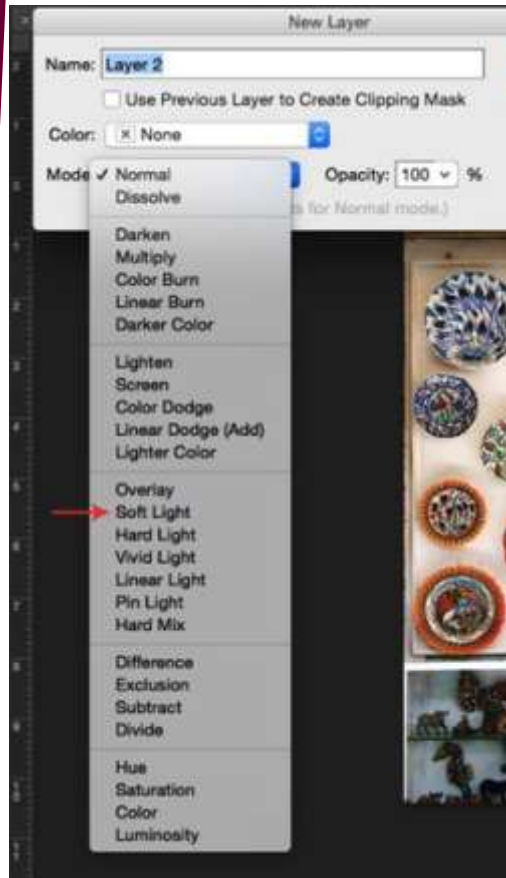 New Layer
Name: Layer 2
Use Previous Layer to Create Clipping Mask
Color: None
Mode Normal Opacity: 100 %
Dissolve
for Normal mode.)
Darken
Multiply
Color Burn
Linear Burn
Darker Color
Lighten
Screen
Color Dodge
Linear Dodge (Add)
Lighter Color
Overlay
Soft Light
Hard Light
Vivid Light
Linear Light
Pin Light
Hard Mix
Difference
Exclusion
Subtract
Divide
Hue
Saturation
Color
Luminosity